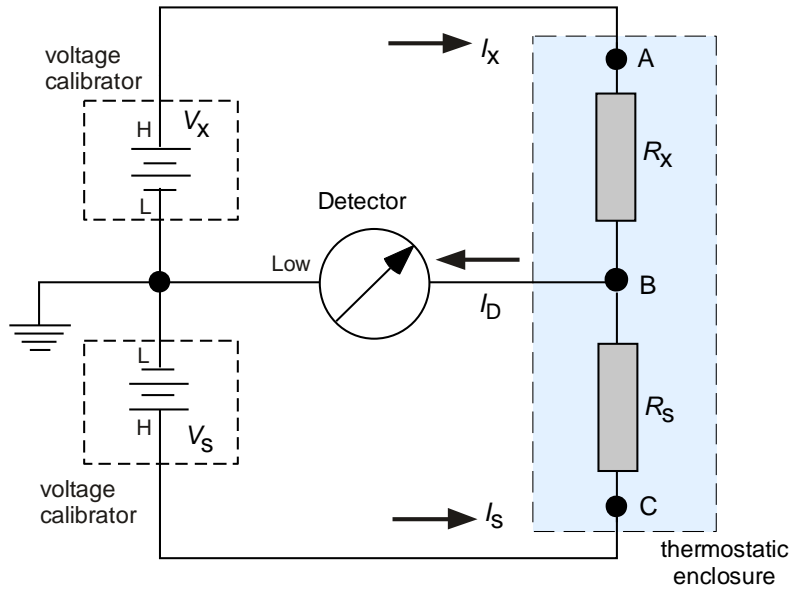 voltage
calibrator
H
Vx
L
Ix
A
Rx
Detector
Low
ID
B
L
H
Vs
voltage
calibrator
Is
Rs
C
thermostatic
enclosure